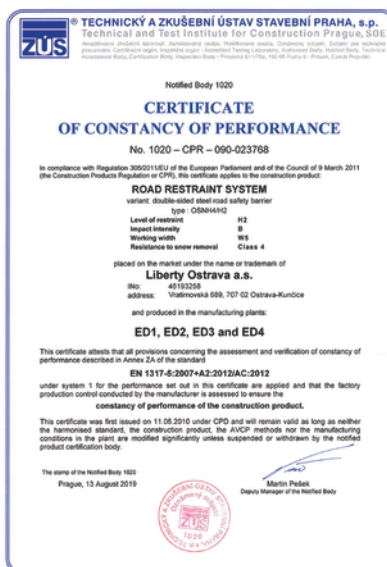 ® TECHNICKÝ A ZKUŠEBNÍ ÚSTAV STAVEBNÍ PRAHA, s.p.
Technical and Test Institute for Construction Prague, SOE
ZÚS
Notified Body 1020
CERTIFICATE
OF CONSTANCY OF PERFORMANCE
No. 1020 – CPR – 090-023768
In compliance with Regulation 305/2011/EU of the European Parliament and of the Council of 9 March 2011
(the Construction Products Regulation or CPR), this certificate applies to the construction product:
ROAD RESTRAINT SYSTEM
variant: double-sided steel road safety barrier
type : OSNH4/H2
Level of restraint H2
Impact Intensity B
Working width W5
Resistance to snow removal Class 4
placed on the market under the name or trademark of
Liberty Ostrava a.s.
INo: 45193258
address: Vratimovská 689, 707 02 Ostrava-Kunčice
and produced in the manufacturing plants:
ED1, ED2, ED3 and ED4
This certificate attests that all provisions concerning the assessment and verification of constancy of
performance described in Annex ZA of the standard
EN 1317-5:2007+A2:2012/AC:2012
under system 1 for the performance set out in this certificate are applied and that the factory
production control conducted by the manufacturer is assessed to ensure the
constancy of performance of the construction product.
This certificate was first issued on 11.05.2010 under CPD and will remain valid as long as neither
the harmonised standard, the construction product, the AVCP methods nor the manufacturing
conditions in the plant are modified significantly unless suspended or withdrawn by the notified
product certification body.
The stamp of the Notified Body 1020
Prague, 13 August 2019
Martin Pešek
Deputy Manager of the Notified Body
ZÚS
1020